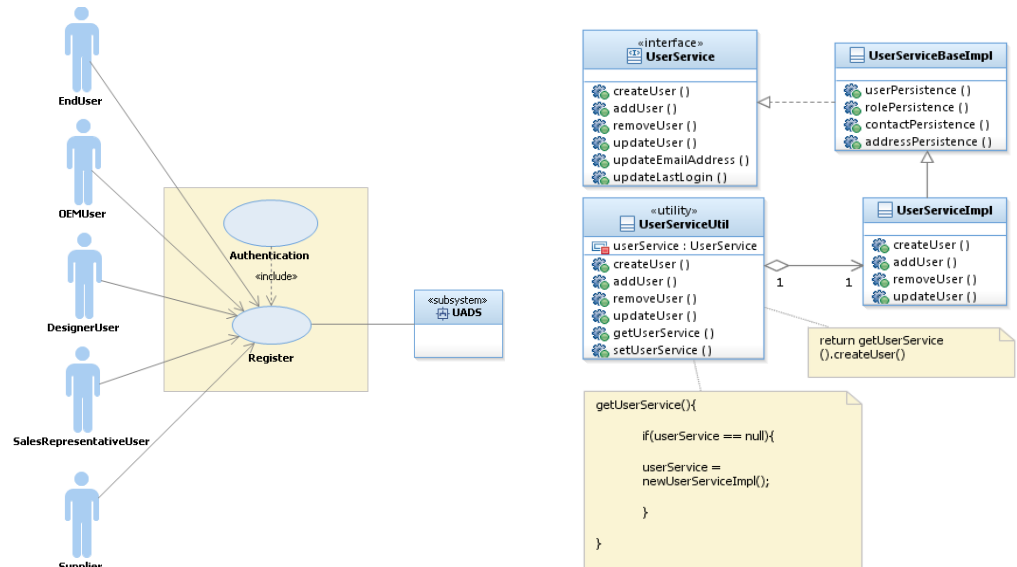 EndUser
OEMUser
DesignerUser
SalesRepresentativeUser
Supplier
Authentication
«include»
Register
«subsystem»
UADS
«interface»
UserService
createUser ( )
addUser ( )
removeUser ( )
updateUser ( )
updateEmailAddress ( )
updateLastLogin ( )
UserServiceBaseImpl
userPersistence ( )
rolePersistence ( )
contactPersistence ( )
addressPersistence ( )
«utility»
UserServiceUtil
userService : UserService
createUser ( )
addUser ( )
removeUser ( )
updateUser ( )
getUserService ( )
setUserService ( )
1
1
UserServiceImpl
createUser ( )
addUser ( )
removeUser ( )
updateUser ( )
return getUserService
().createUser()
getUserService(){
if(userService == null){
userService =
newUserServiceImpl();
}
}